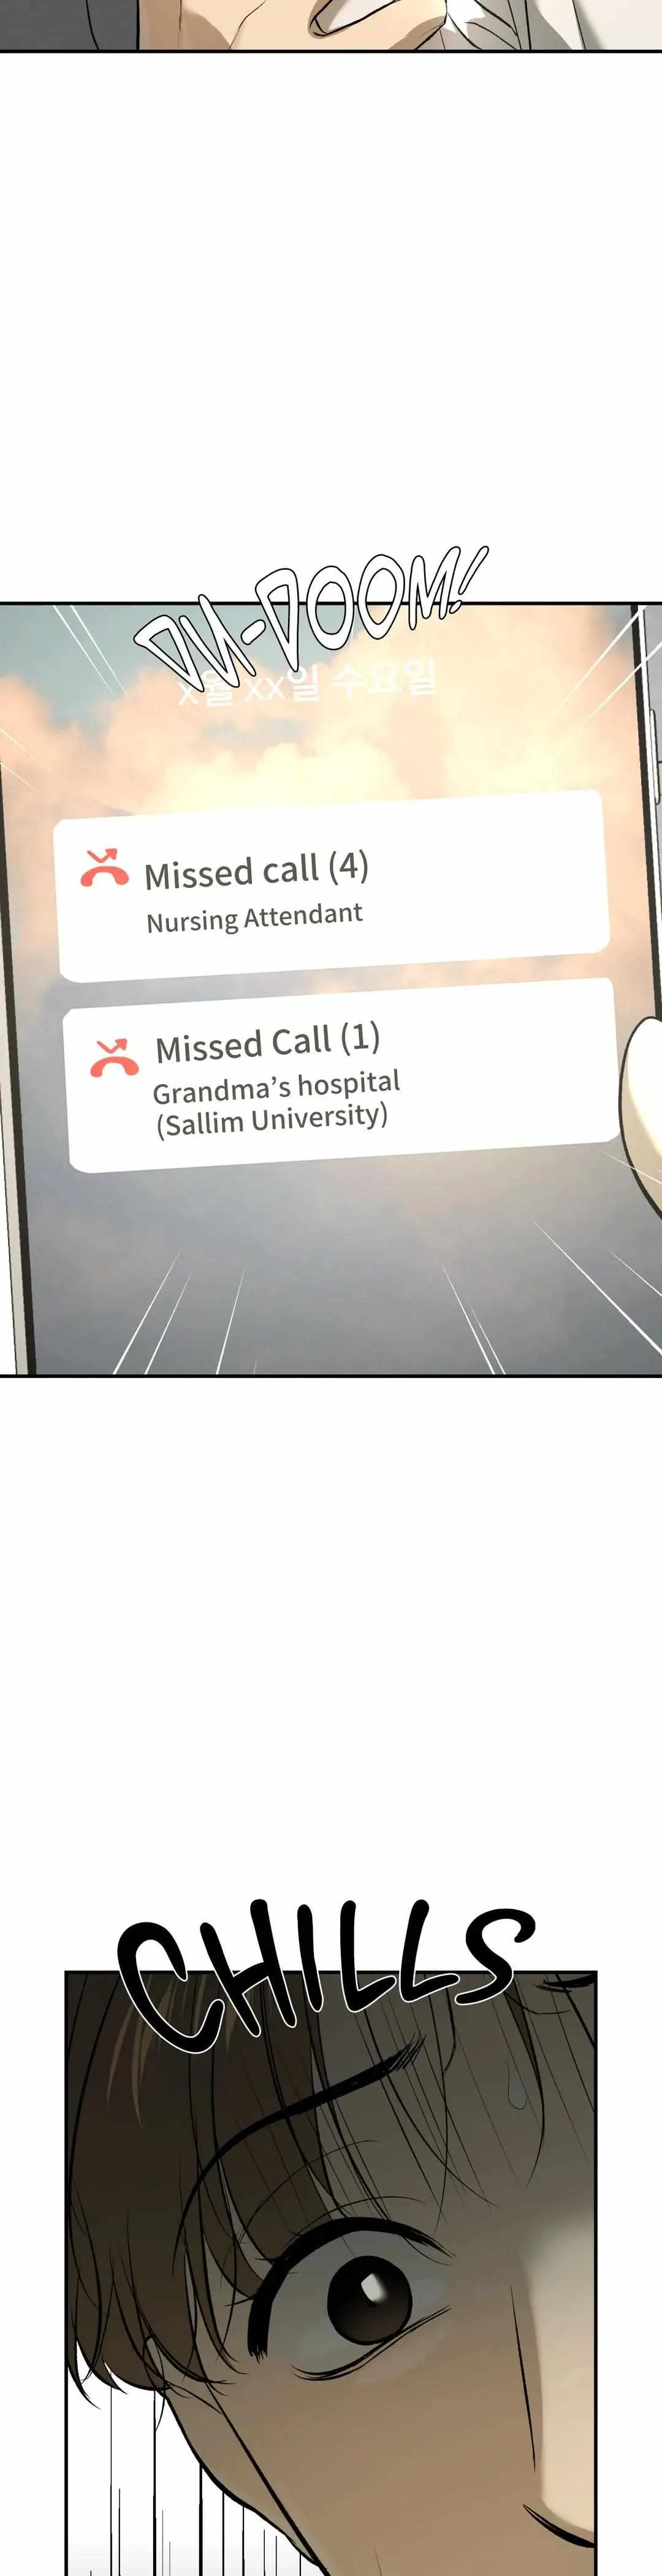 DU-DOOM!
x월 xx일 수요일
Missed call (4)
Nursing Attendant
Missed Call (1)
Grandma's hospital
(Sallim University)
CHILLS